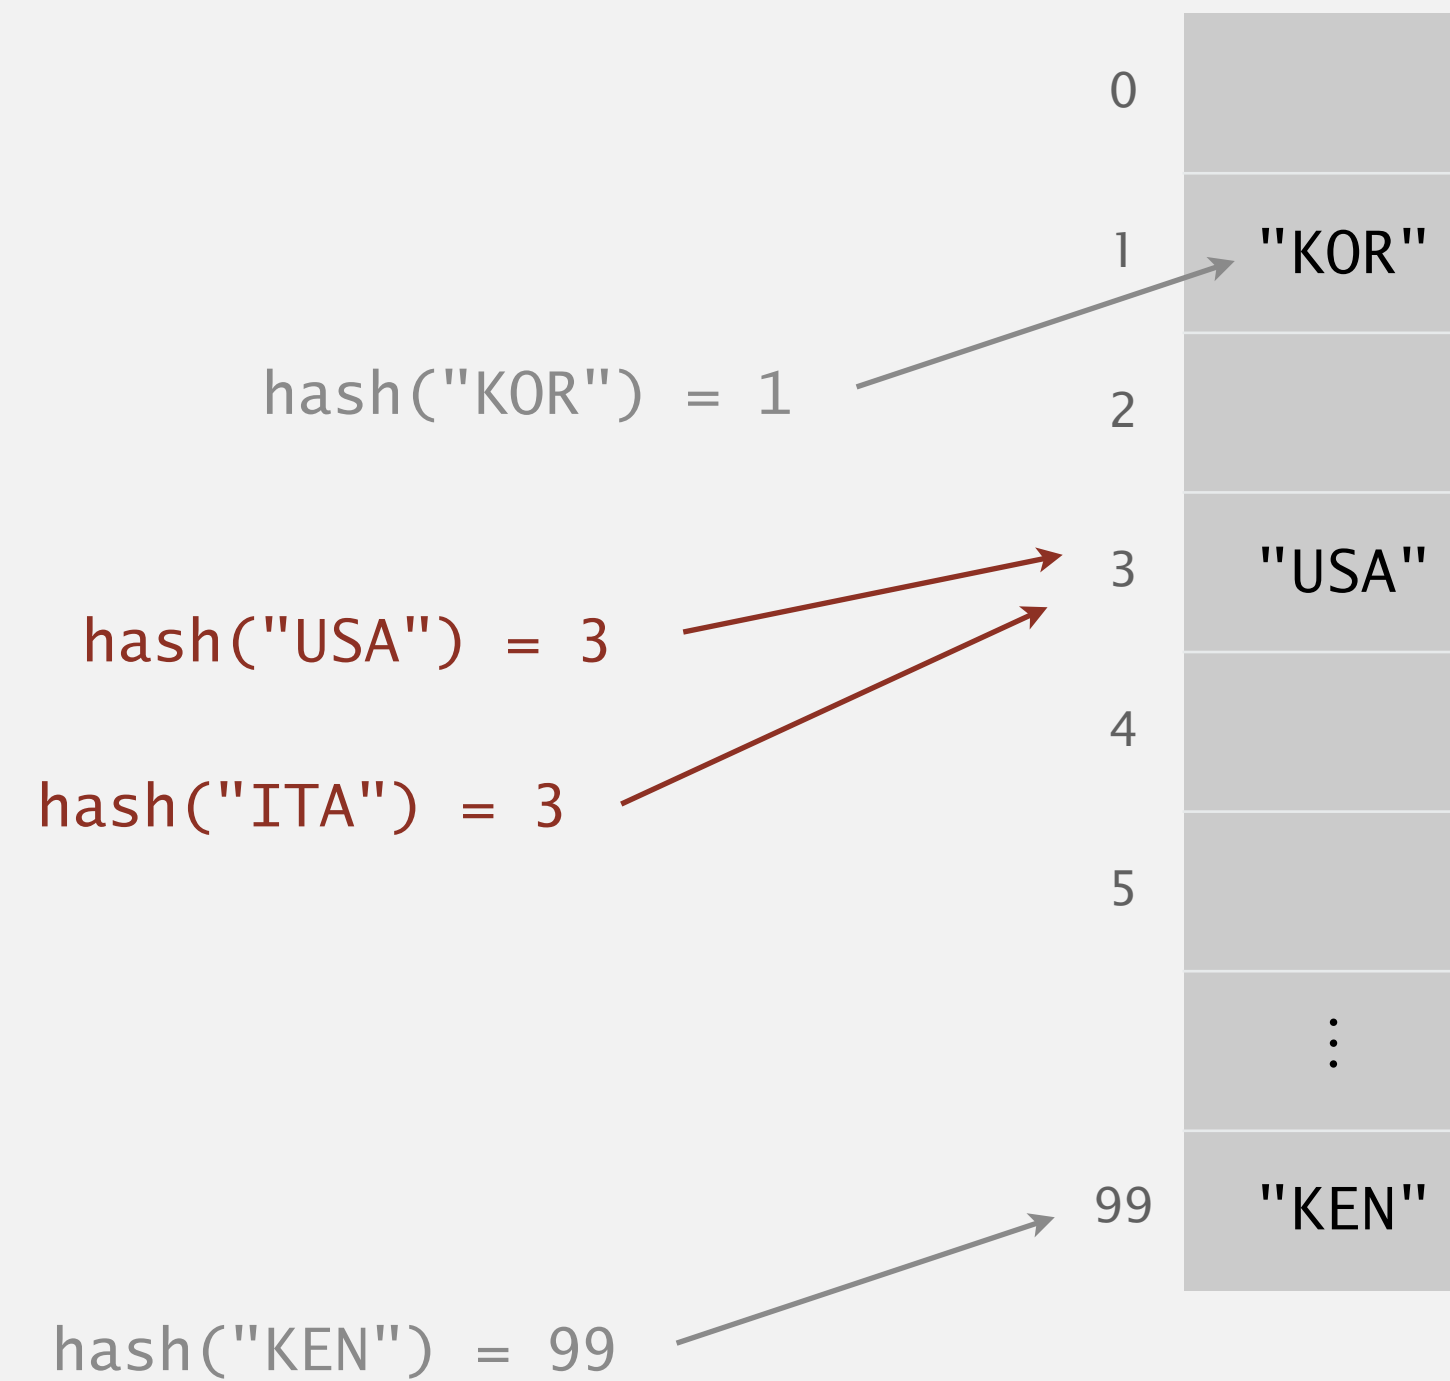 0
1 "KOR"
hash("KOR") = 1
2
3 "USA"
hash("USA") = 3
4
hash("ITA") = 3
5
⋮
99 "KEN"
hash("KEN") = 99